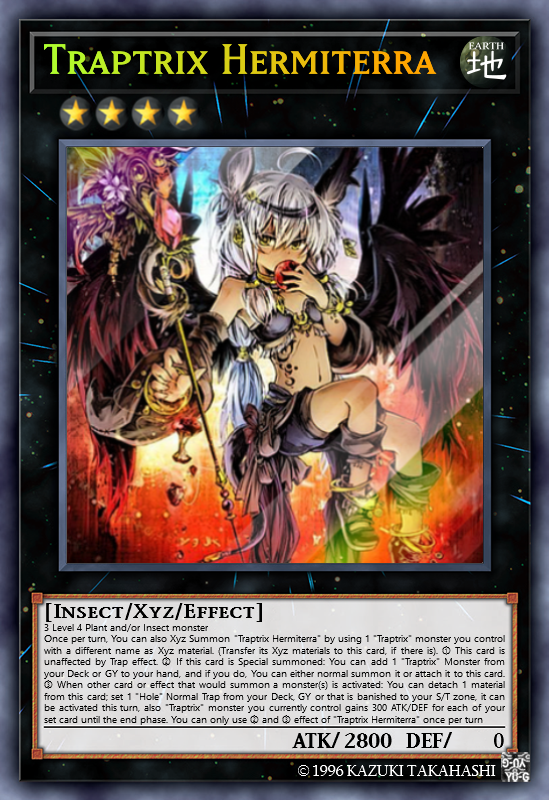 Traptrix Hermiterra
EARTH
地
[Insect/Xyz/Effect]
3 Level 4 Plant and/or Insect monster
Once per turn, You can also Xyz Summon "Traptrix Hermiterra" by using 1 "Traptrix" monster you control
with a different name as Xyz material. (Transfer its Xyz materials to this card, if there is). ① This card is
unaffected by Trap effect. ② If this card is Special summoned: You can add 1 "Traptrix" Monster from
your Deck or GY to your hand, and if you do, You can either normal summon it or attach it to this card.
③ When other card or effect that would summon a monster(s) is activated: You can detach 1 material
from this card; set 1 "Hole" Normal Trap from your Deck, GY or that is banished to your S/T zone, it can
be activated this turn, also "Traptrix" monster you currently control gains 300 ATK/DEF for each of your
set card until the end phase. You can only use ② and ③ effect of "Traptrix Hermiterra" once per turn
ATK/ 2800 DEF/ 0
©1996 KAZUKI TAKAHASHI